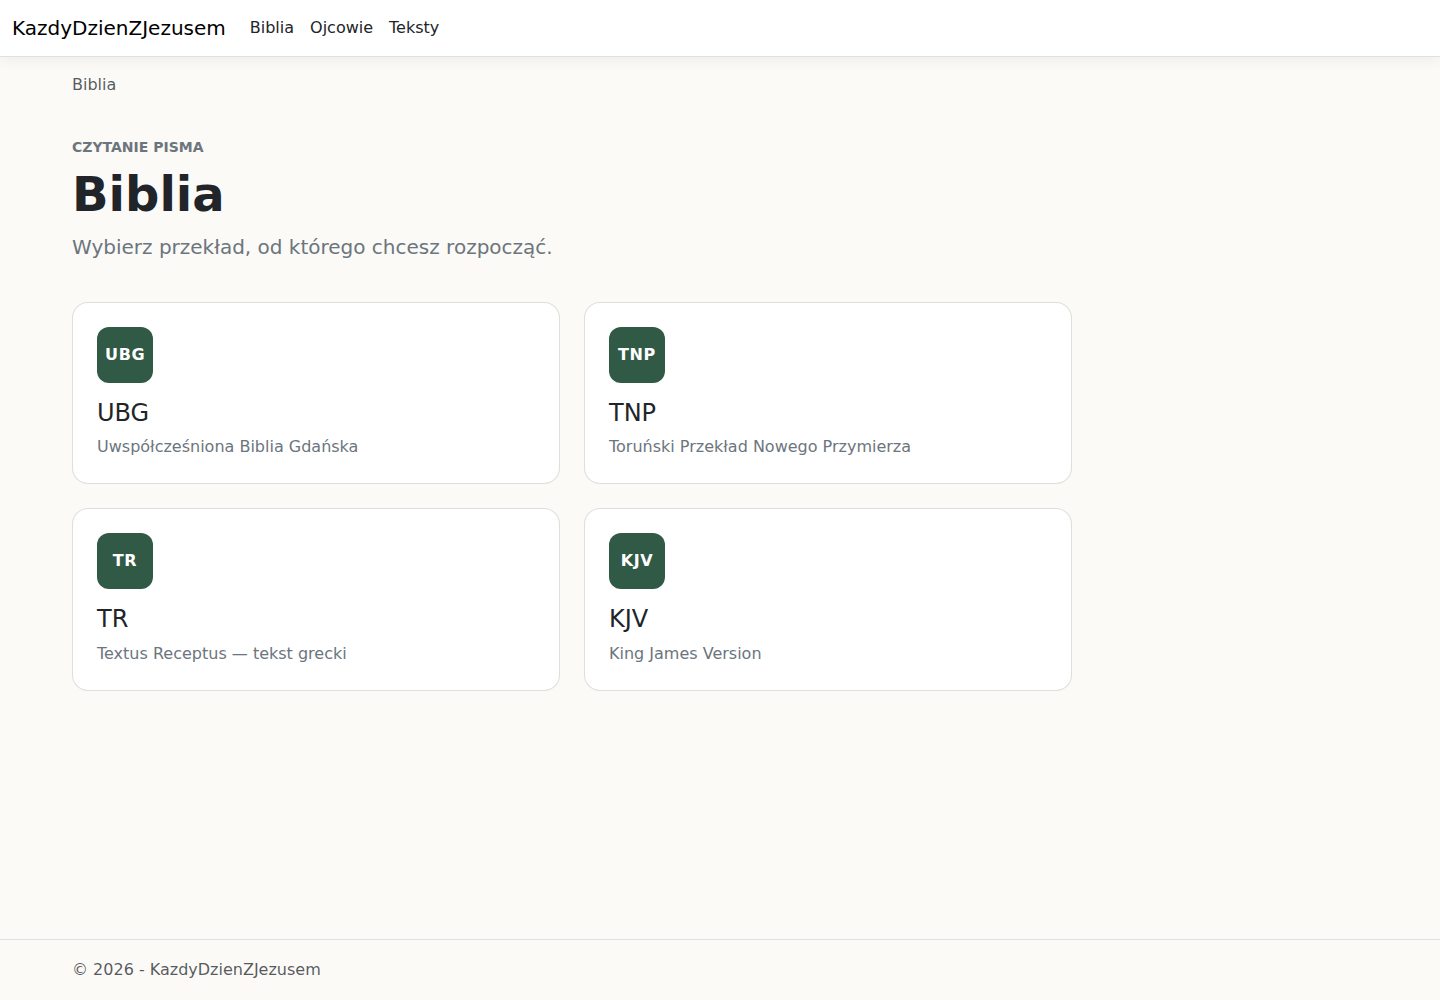 KazdyDzienZJezusem Biblia Ojcowie Teksty
Biblia
CZYTANIE PISMA
Biblia
Wybierz przekład, od którego chcesz rozpocząć.
UBG
UBG
Uwspółcześniona Biblia Gdańska
TNP
TNP
Toruński Przekład Nowego Przymierza
TR
TR
Textus Receptus — tekst grecki
KJV
KJV
King James Version
© 2026 - KazdyDzienZJezusem